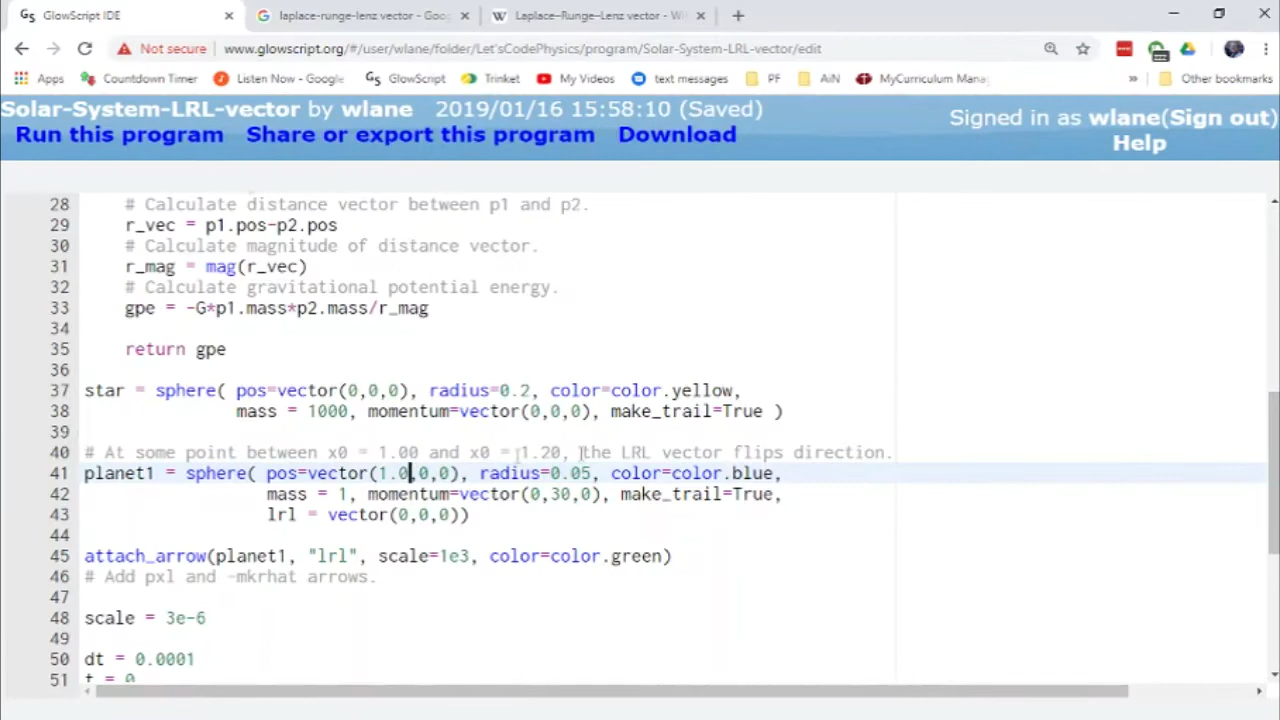 GlowScript IDE
laplace-runge-lenz vector - Goo
Laplace–Runge–Lenz vector - Wi
Not secure
www.glowscript.org/#/user/wlane/folder/Let'sCodePhysics/program/Solar-System-LRL-vector/edit
Apps Countdown Timer Listen Now - Google GlowScript Trinket My Videos text messages PF AiN MyCurriculum Mana » Other bookmarks
Solar-System-LRL-vector by wlane 2019/01/16 15:58:10 (Saved)
Signed in as wlane(Sign out)
Run this program Share or export this program Download
Help
28 # Calculate distance vector between p1 and p2.
29 r_vec = p1.pos-p2.pos
30 # Calculate magnitude of distance vector.
31 r_mag = mag(r_vec)
32 # Calculate gravitational potential energy.
33 gpe = -G*p1.mass*p2.mass/r_mag
34
35 return gpe
36
37 star = sphere( pos=vector(0,0,0), radius=0.2, color=color.yellow,
38 mass = 1000, momentum=vector(0,0,0), make_trail=True )
39
40 # At some point between x0 = 1.00 and x0 = 1.20, the LRL vector flips direction.
41 planet1 = sphere( pos=vector(1.0,0,0), radius=0.05, color=color.blue,
42 mass = 1, momentum=vector(0,30,0), make_trail=True,
43 lrl = vector(0,0,0))
44
45 attach_arrow(planet1, "lrl", scale=1e3, color=color.green)
46 # Add pxl and -mkrhat arrows.
47
48 scale = 3e-6
49
50 dt = 0.0001
51 t = 0